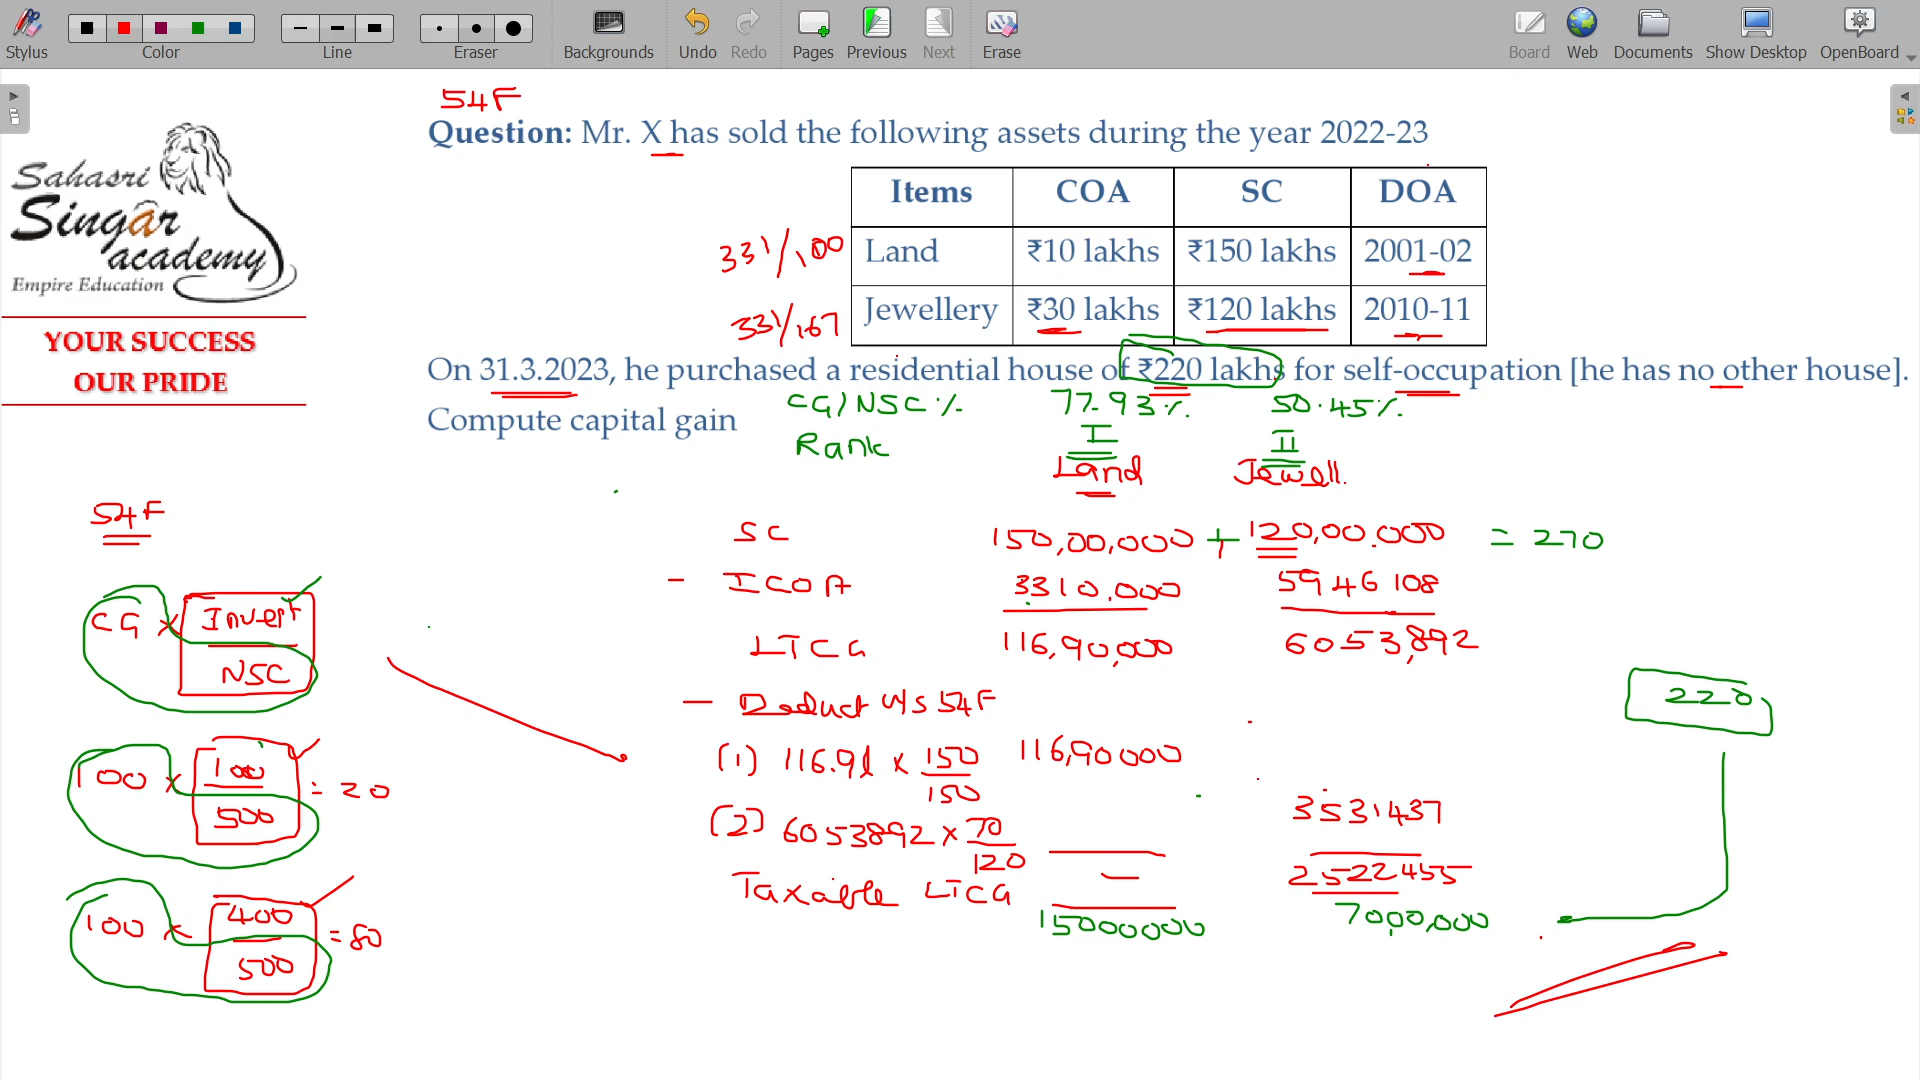 Stylus Color Line Eraser Backgrounds Undo Redo Pages Previous Next Erase Board Web Documents Show Desktop OpenBoard
54F
Question: Mr. X has sold the following assets during the year 2022-23
Items COA SC DOA
331/100 Land ₹10 lakhs ₹150 lakhs 2001-02
331/167 Jewellery ₹30 lakhs ₹120 lakhs 2010-11
On 31.3.2023, he purchased a residential house of ₹220 lakhs for self-occupation [he has no other house].
Compute capital gain
CG/NSC % 77.93%. 50.45%.
Rank I II
Land Jewell.
Sahasri
Singar
academy
Empire Education
YOUR SUCCESS
OUR PRIDE
54F
CG × Invest
NSC
100 × 100 = 20
500
100 × 400 = 80
500
SC 150,00,000 + 120,00.000 = 270
- ICOA 3310.000 5946108
LTCG 116,90,000 6053,892
- Deduct u/s 54F
(1) 116.9l × 150 116,90000
150
(2) 6053892 × 70 3531437
120
Taxable LTCG — 2522455
15000000 7000,000
220